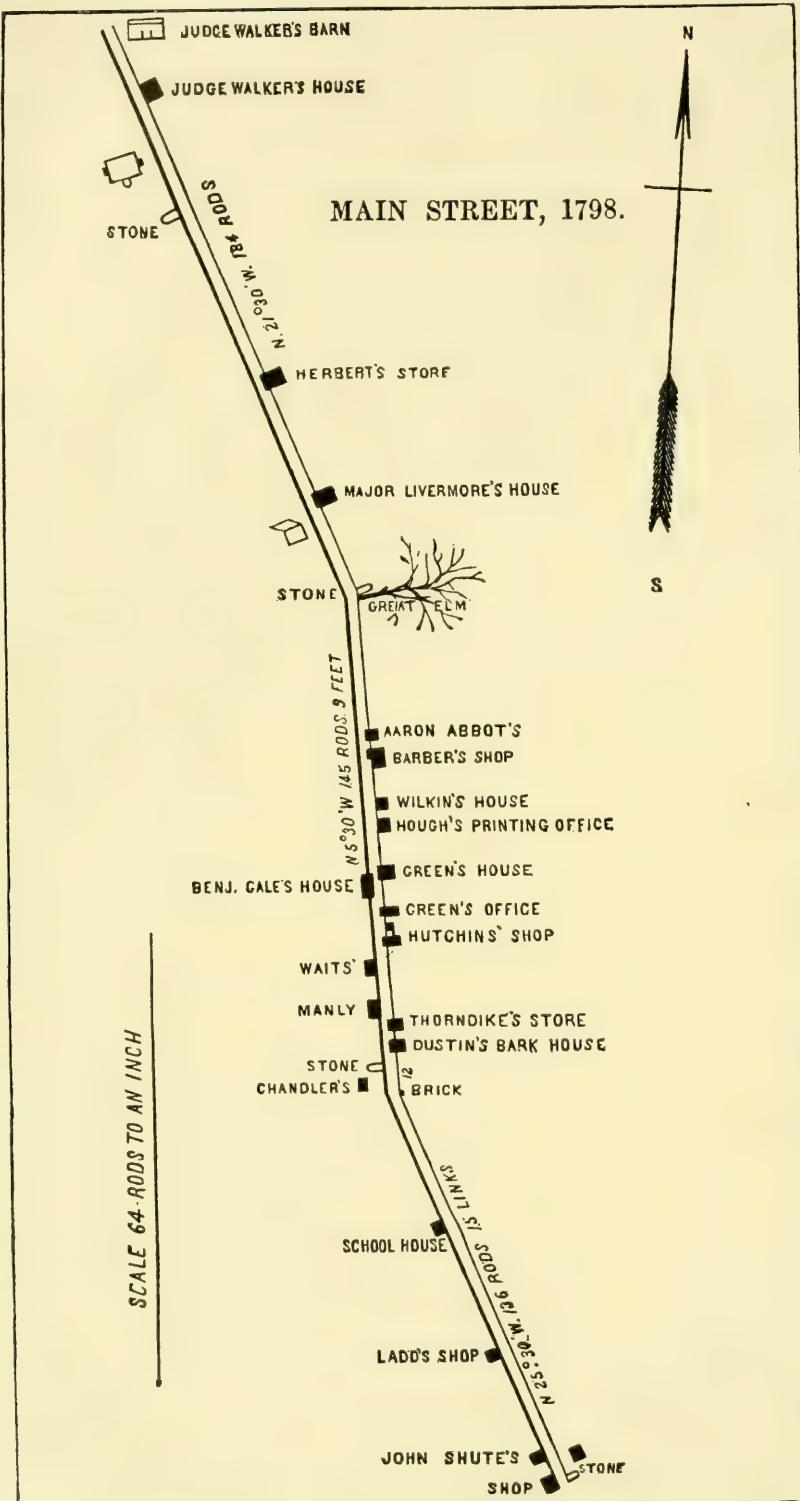 JUDGE WALKER'S BARN
N
JUDGE WALKER'S HOUSE
MAIN STREET, 1798.
STONE
N. 21°30'W. 184 RODS
HERBERT'S STORE
MAJOR LIVERMORE'S HOUSE
S
STONE
GREAT ELM
N 5°30'W 145 RODS. 9 FEET
AARON ABBOT'S
BARBER'S SHOP
WILKIN'S HOUSE
HOUGH'S PRINTING OFFICE
GREEN'S HOUSE
BENJ. GALE'S HOUSE
GREEN'S OFFICE
HUTCHINS' SHOP
WAITS'
MANLY
THORNDIKE'S STORE
DUSTIN'S BARK HOUSE
STONE
12
CHANDLER'S
BRICK
SCALE 64 RODS TO AN INCH
N 25°30'W. 136 RODS 15 LINKS
SCHOOL HOUSE
LADD'S SHOP
JOHN SHUTE'S
STONE
SHOP